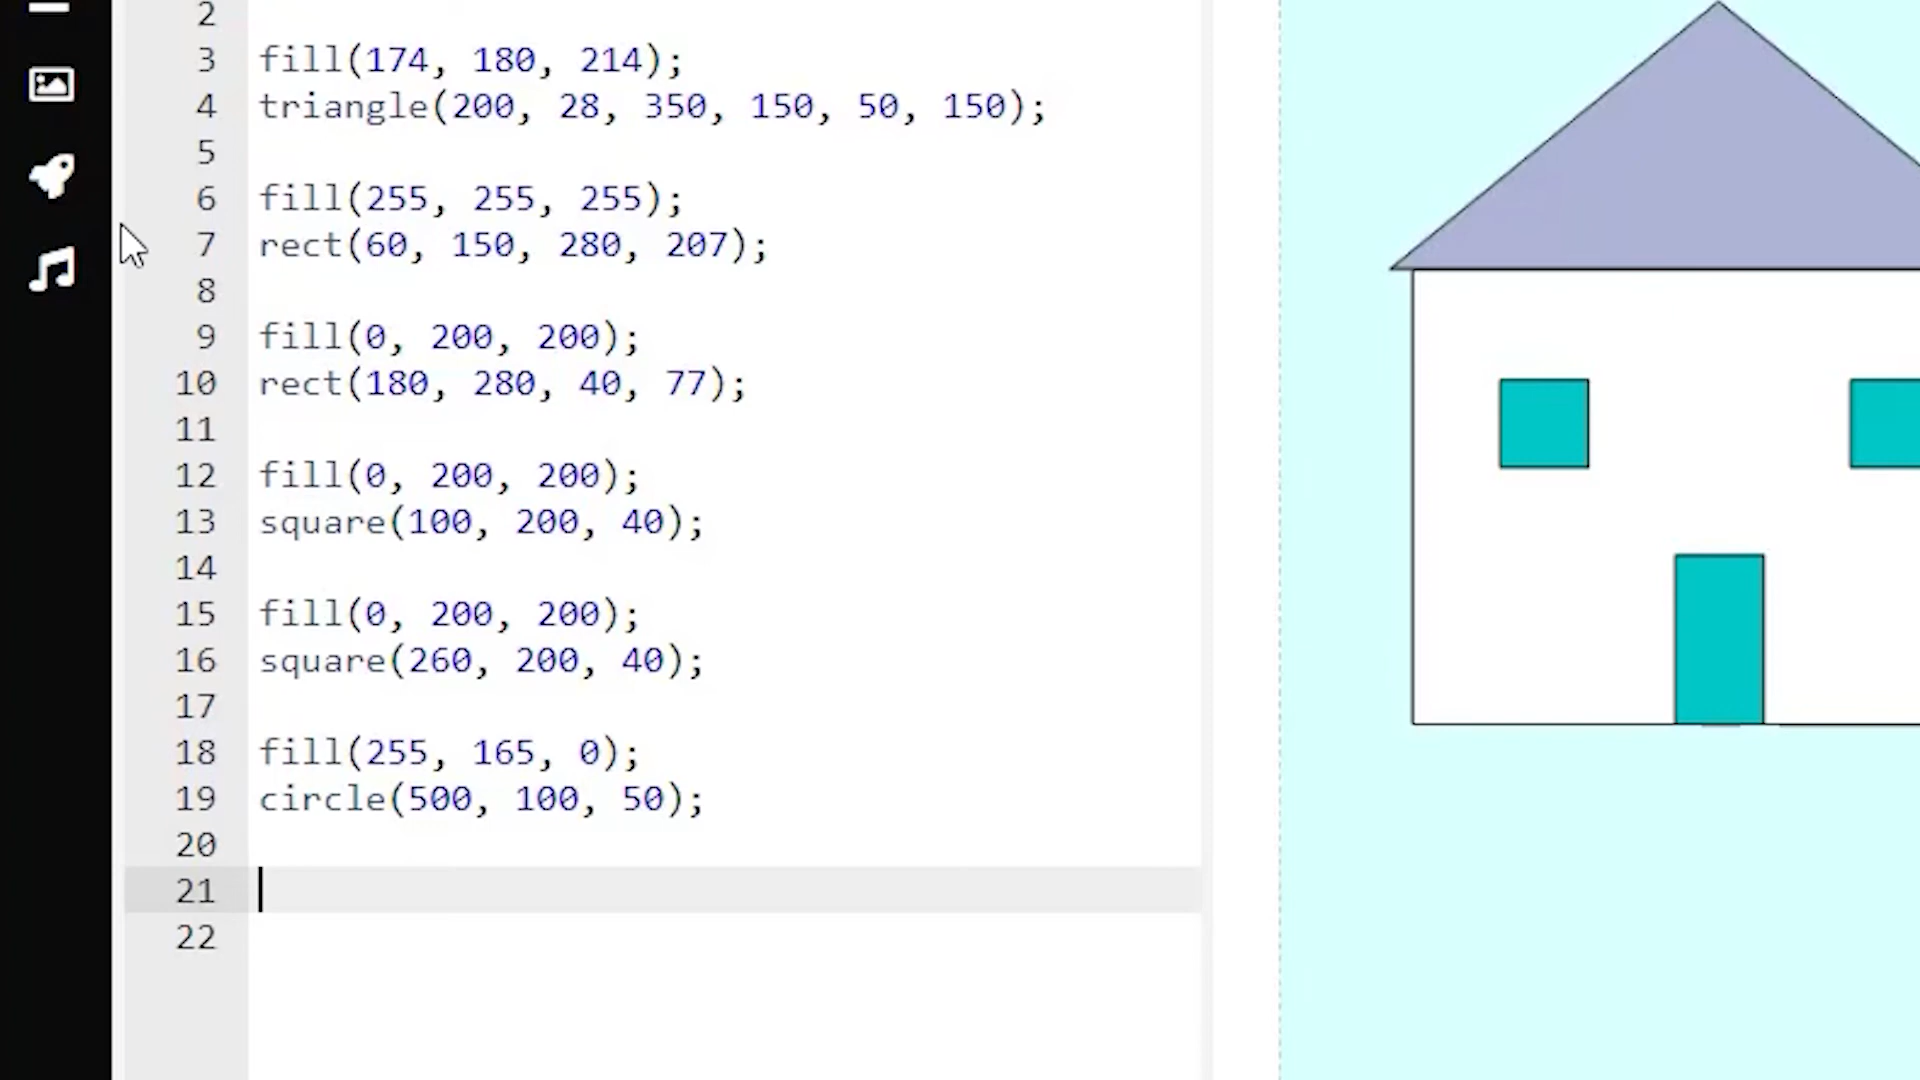 2
3 fill(174, 180, 214);
4 triangle(200, 28, 350, 150, 50, 150);
5
6 fill(255, 255, 255);
7 rect(60, 150, 280, 207);
8
9 fill(0, 200, 200);
10 rect(180, 280, 40, 77);
11
12 fill(0, 200, 200);
13 square(100, 200, 40);
14
15 fill(0, 200, 200);
16 square(260, 200, 40);
17
18 fill(255, 165, 0);
19 circle(500, 100, 50);
20
21
22